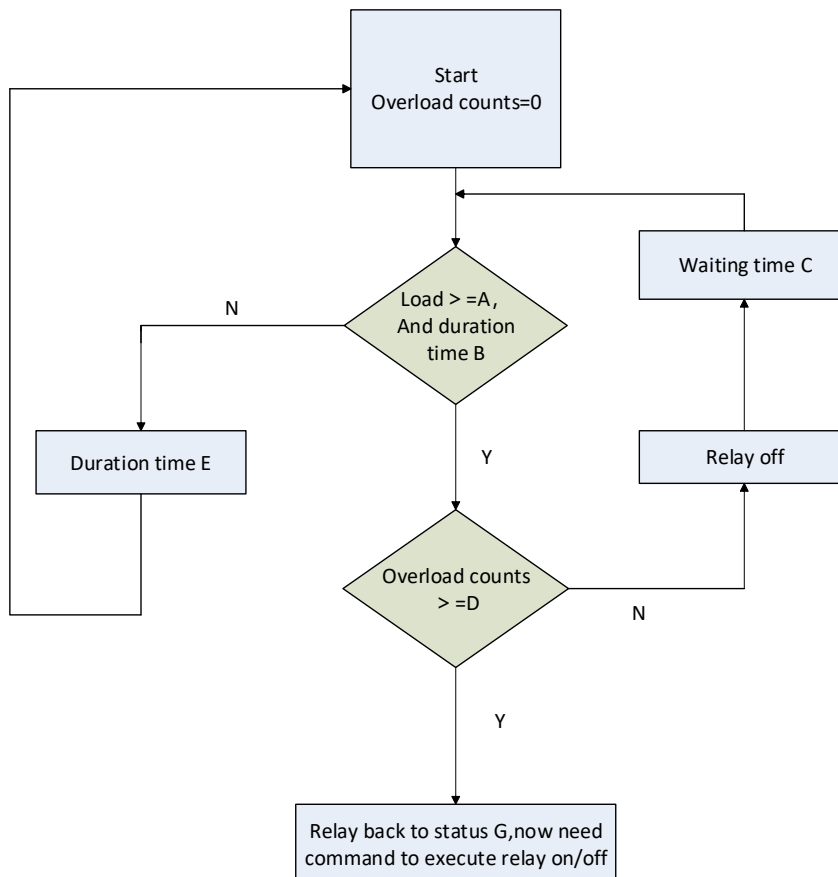 Start
Overload counts=0
Waiting time C
Load > =A ,
And duration
time B
N
Duration time E
Y
Relay off
Overload counts
> =D
N
Y
Relay back to status G,now need
command to execute relay on/off